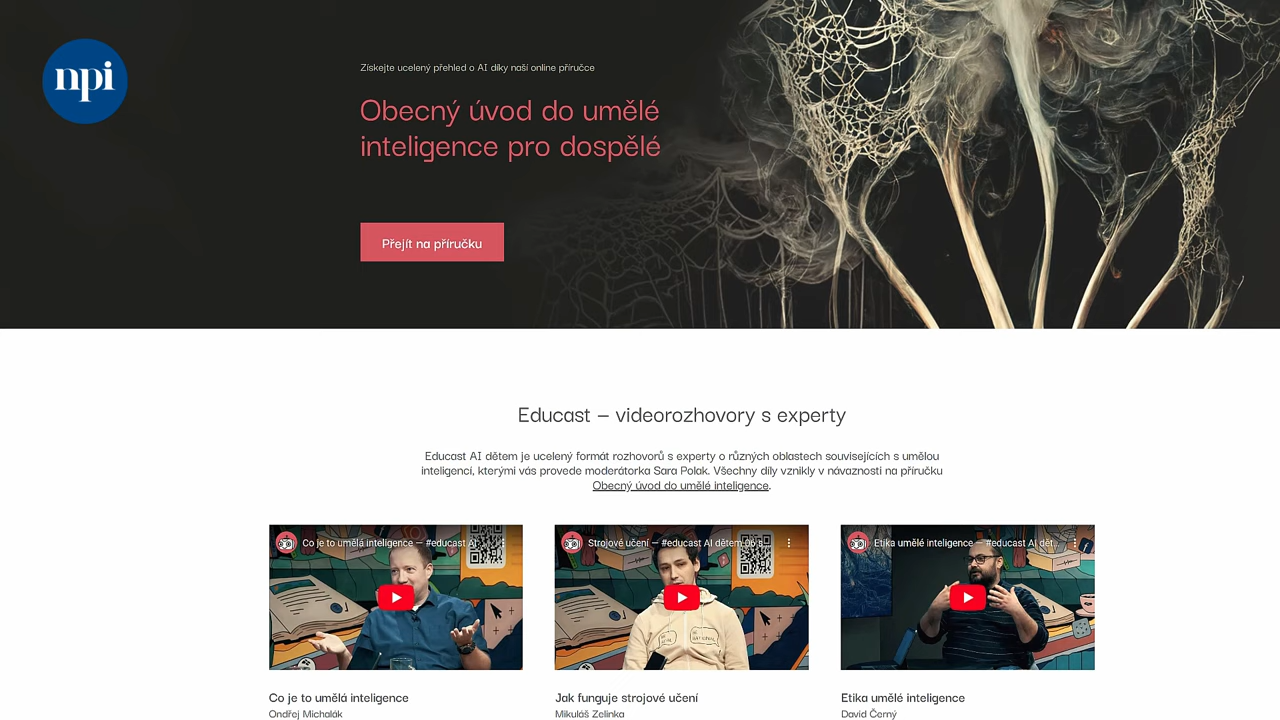 npi
Získejte ucelený přehled o AI díky naší online příručce
Obecný úvod do umělé
inteligence pro dospělé
Přejít na příručku
Educast – videorozhovory s experty
Educast AI dětem je ucelený formát rozhovorů s experty o různých oblastech souvisejících s umělou
inteligencí, kterými vás provede moderátorka Sara Polak. Všechny díly vznikly v návaznosti na příručku
Obecný úvod do umělé inteligence.
Co je to umělá inteligence – #educast AI
Strojové učení – #educast AI dětem
Etika umělé inteligence – #educast AI dět…
Co je to umělá inteligence
Ondřej Michalák
Jak funguje strojové učení
Mikuláš Zelinka
Etika umělé inteligence
David Černý